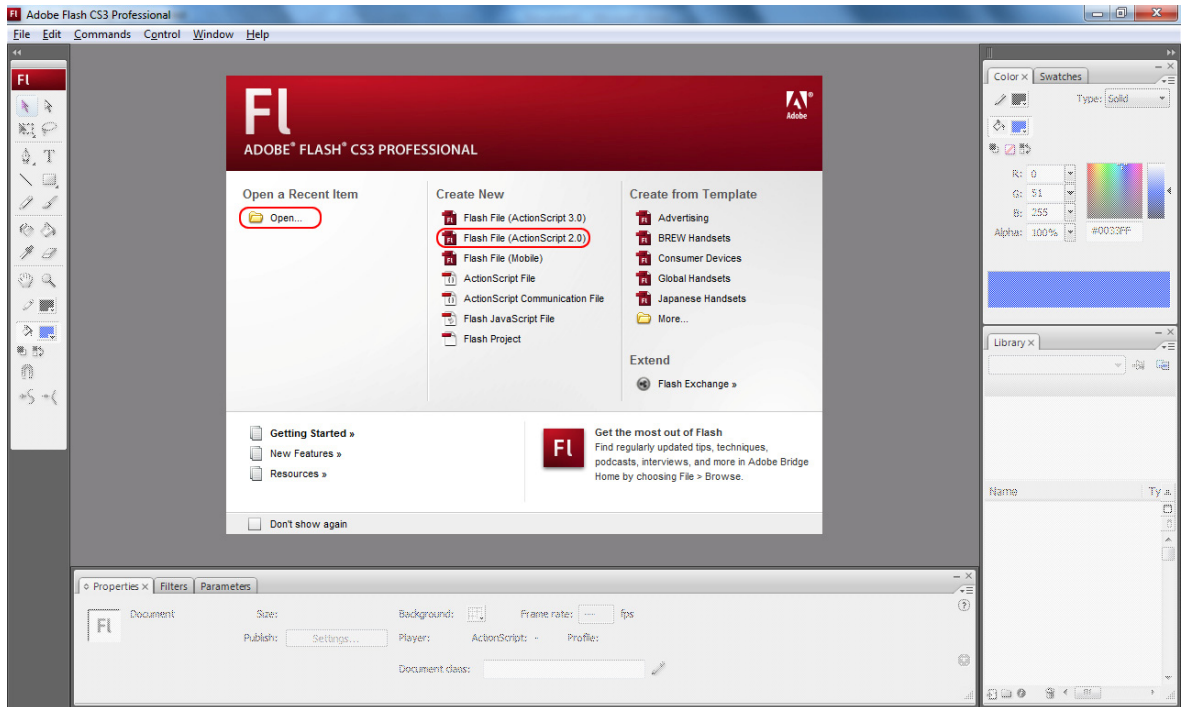 Adobe Flash CS3 Professional
File Edit Commands Control Window Help
Fl
Fl
Adobe
ADOBE® FLASH® CS3 PROFESSIONAL
Open a Recent Item
Open...
Create New
Flash File (ActionScript 3.0)
Flash File (ActionScript 2.0)
Flash File (Mobile)
ActionScript File
ActionScript Communication File
Flash JavaScript File
Flash Project
Create from Template
Advertising
BREW Handsets
Consumer Devices
Global Handsets
Japanese Handsets
More...
Extend
Flash Exchange »
Getting Started »
New Features »
Resources »
Fl
Get the most out of Flash
Find regularly updated tips, techniques,
podcasts, interviews, and more in Adobe Bridge
Home by choosing File > Browse.
Don't show again
Color × Swatches
Type: Solid
R: 0
G: 51
B: 255
Alpha: 100% #0033FF
Library ×
Name Ty
Properties × Filters Parameters
Fl
Document Size: Background: Frame rate: --- fps
Publish: Settings... Player: ActionScript: - Profile:
Document class: